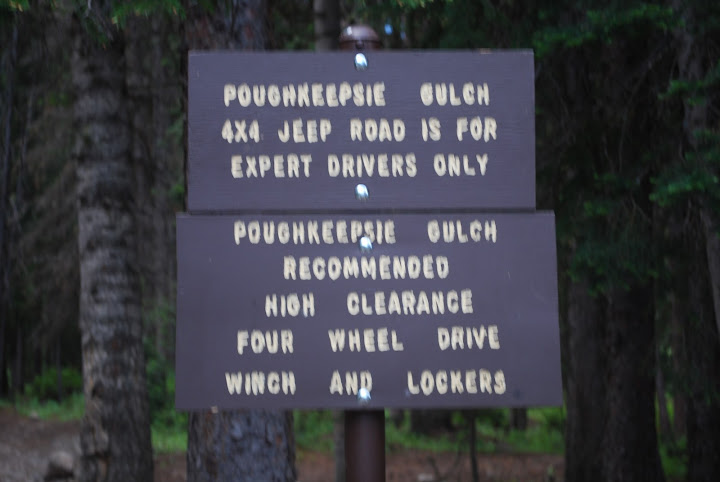 POUGHKEEPSIE GULCH
4X4 JEEP ROAD IS FOR
EXPERT DRIVERS ONLY
POUGHKEEPSIE GULCH
RECOMMENDED
HIGH CLEARANCE
FOUR WHEEL DRIVE
WINCH AND LOCKERS